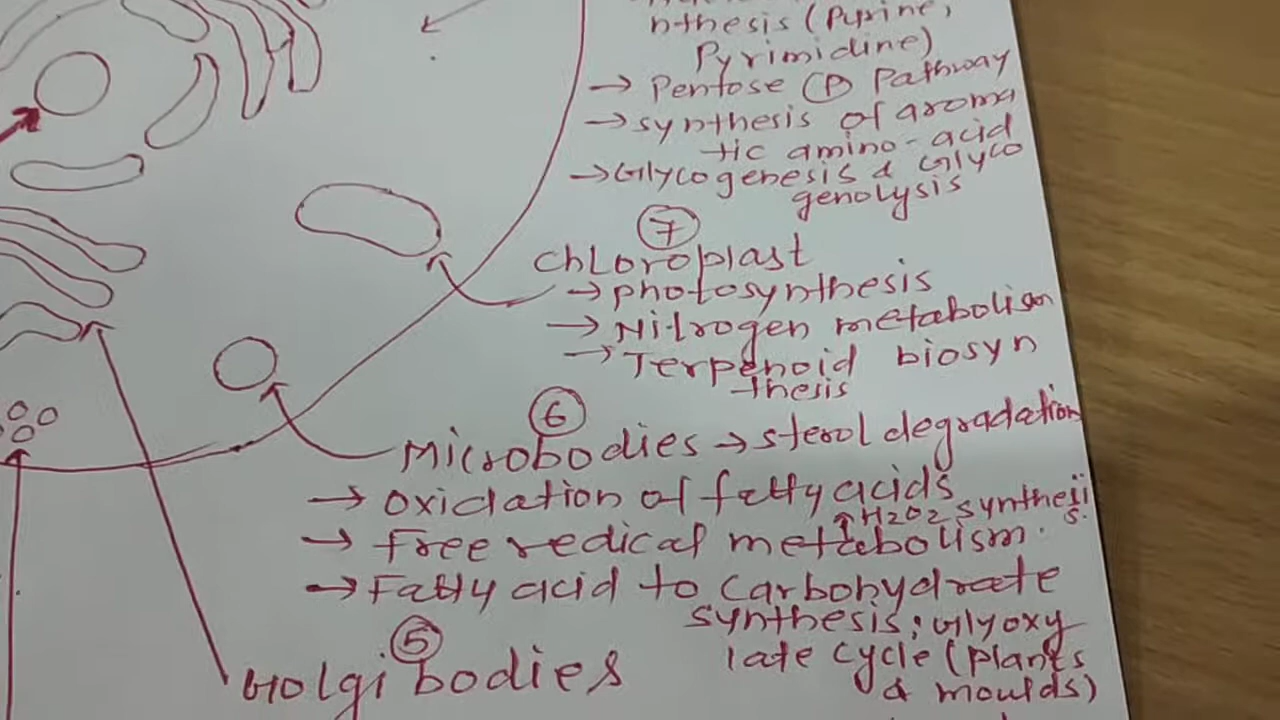 nthesis (Purine,
Pyrimidine)
→ Pentose (P) Pathway
→ synthesis of aroma
tic amino-acid
→ Glycogenesis & Glyco
genolysis
7
Chloroplast
→ photosynthesis
→ Nitrogen metabolism
→ Terpenoid biosyn
thesis
6
Microbodies → sterol degradation
→ oxidation of fatty acids
↑ H2O2 synthesi
s.
→ free redical metabolism.
→ Fatty acid to carbohydrate
synthesis; Glyoxy
late cycle (plants
& moulds)
5
Golgi bodies